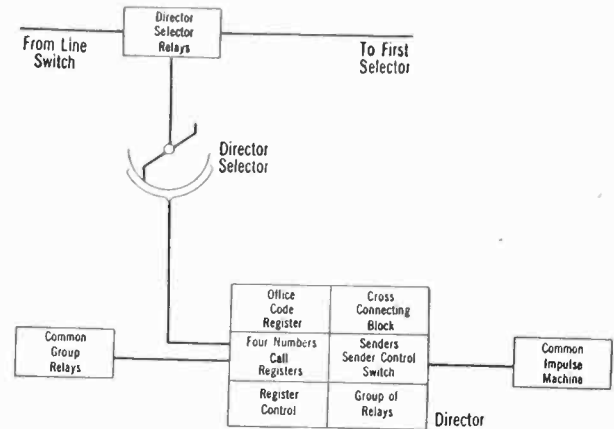 Director
Selector
Relays
From Line
Switch
To First
Selector
Director
Selector
Office
Code
Register
Cross
Connecting
Block
Common
Group
Relays
Four Numbers
Call
Registers
Senders
Sender Control
Switch
Common
Impulse
Machine
Register
Control
Group of
Relays
Director